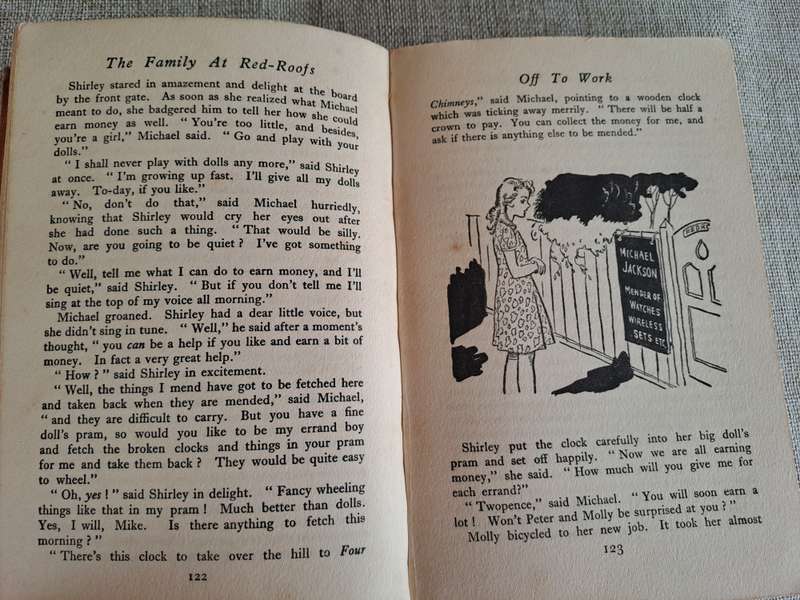 The Family At Red-Roofs
Shirley stared in amazement and delight at the board
by the front gate. As soon as she realized what Michael
meant to do, she badgered him to tell her how she could
earn money as well. “ You're too little, and besides,
you're a girl,” Michael said. “ Go and play with your
dolls.”
“ I shall never play with dolls any more,” said Shirley
at once. “ I'm growing up fast. I'll give all my dolls
away. To-day, if you like.”
“ No, don't do that,” said Michael hurriedly,
knowing that Shirley would cry her eyes out after
she had done such a thing. “ That would be silly.
Now, are you going to be quiet ? I've got something
to do.”
“ Well, tell me what I can do to earn money, and I'll
be quiet,” said Shirley. “ But if you don't tell me I'll
sing at the top of my voice all morning.”
Michael groaned. Shirley had a dear little voice, but
she didn't sing in tune. “ Well,” he said after a moment's
thought, “ you can be a help if you like and earn a bit of
money. In fact a very great help.”
“ How ? ” said Shirley in excitement.
“ Well, the things I mend have got to be fetched here
and taken back when they are mended,” said Michael,
“ and they are difficult to carry. But you have a fine
doll's pram, so would you like to be my errand boy
and fetch the broken clocks and things in your pram
for me and take them back ? They would be quite easy
to wheel.”
“ Oh, yes ! ” said Shirley in delight. “ Fancy wheeling
things like that in my pram ! Much better than dolls.
Yes, I will, Mike. Is there anything to fetch this
morning ? ”
“ There's this clock to take over the hill to Four
122
Off To Work
Chimneys,” said Michael, pointing to a wooden clock
which was ticking away merrily. “ There will be half a
crown to pay. You can collect the money for me, and
ask if there is anything else to be mended.”
MICHAEL
JACKSON
MENDER OF
WATCHES
WIRELESS
SETS ETC
Shirley put the clock carefully into her big doll's
pram and set off happily. “ Now we are all earning
money,” she said. “ How much will you give me for
each errand?”
“ Twopence,” said Michael. “ You will soon earn a
lot ! Won't Peter and Molly be surprised at you ? ”
Molly bicycled to her new job. It took her almost
123